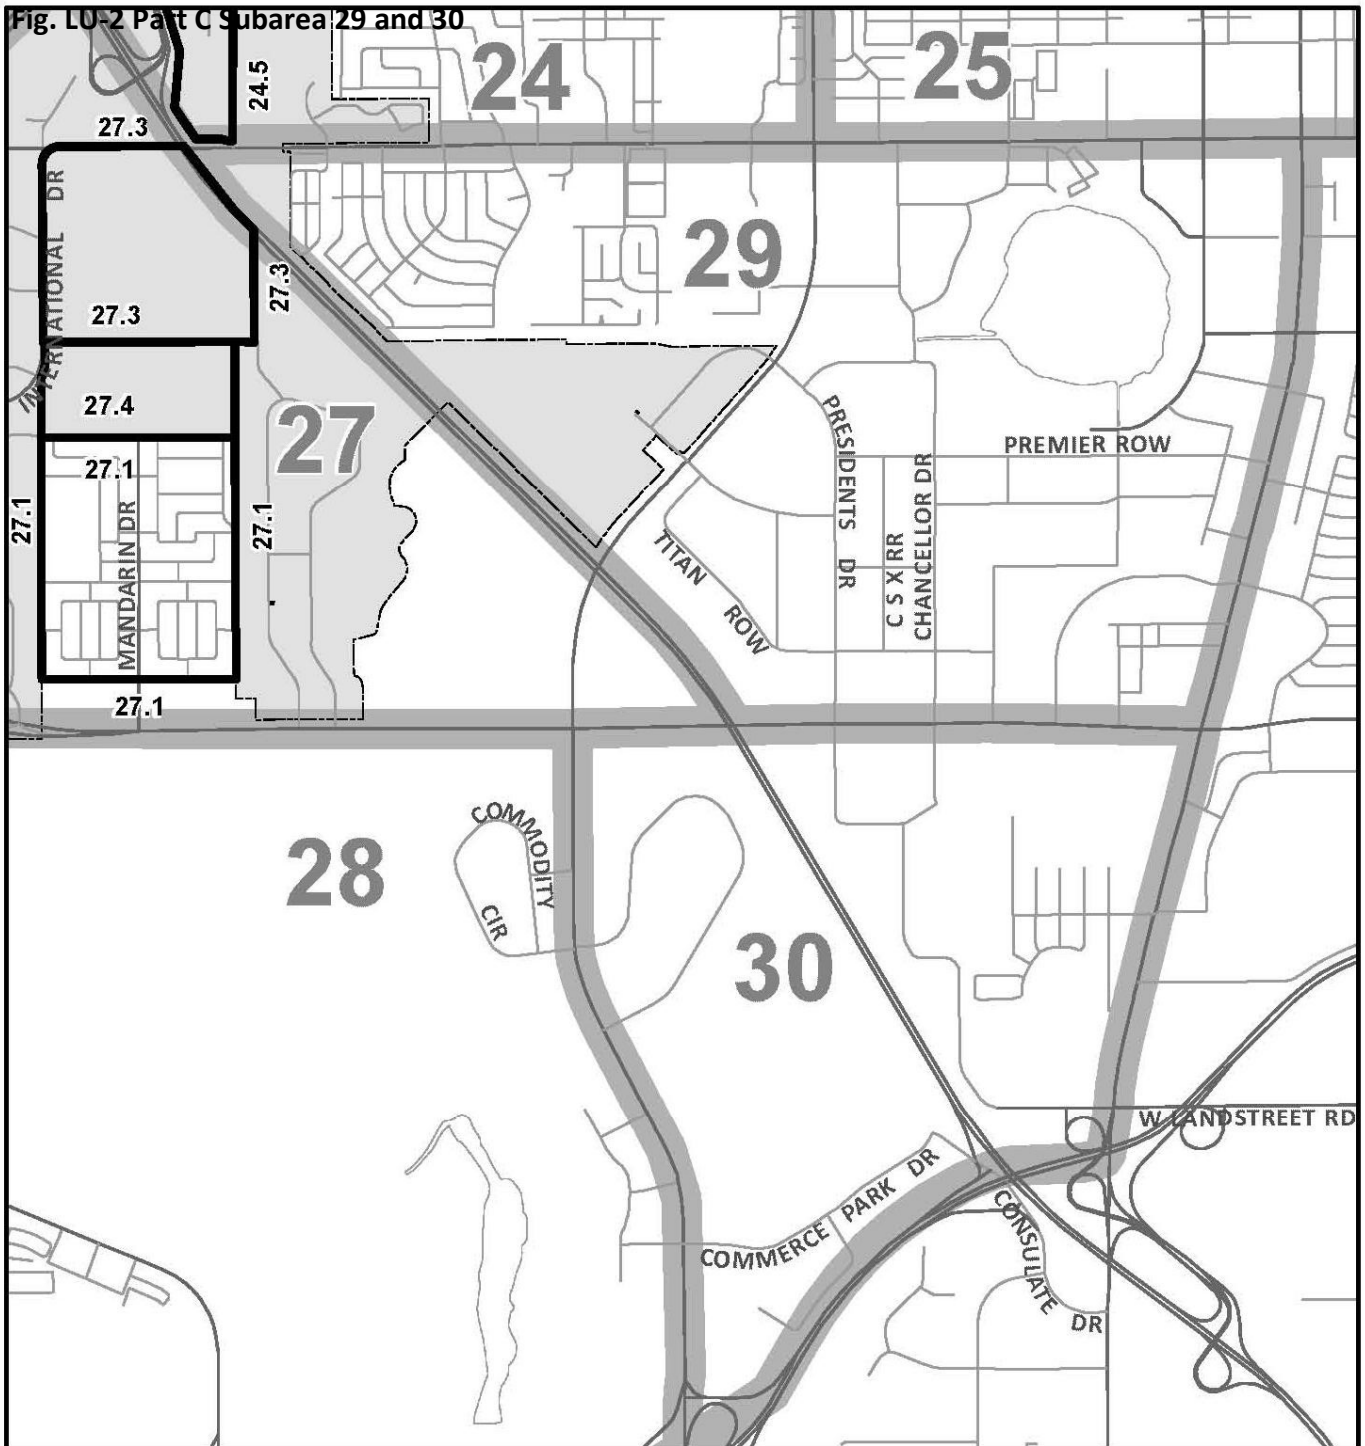 Fig. LU-2 Part C Subarea 29 and 30
24
25
24.5
27.3
INTERNATIONAL DR
29
27.3
27.3
27.4
27
PRESIDENTS DR
PREMIER ROW
27.1
27.1
27.1
MANDARIN DR
TITAN ROW
C S X RR
CHANCELLOR DR
27.1
28
COMMODITY
CIR
30
W LANDSTREET RD
COMMERCE PARK DR
CONSULATE DR